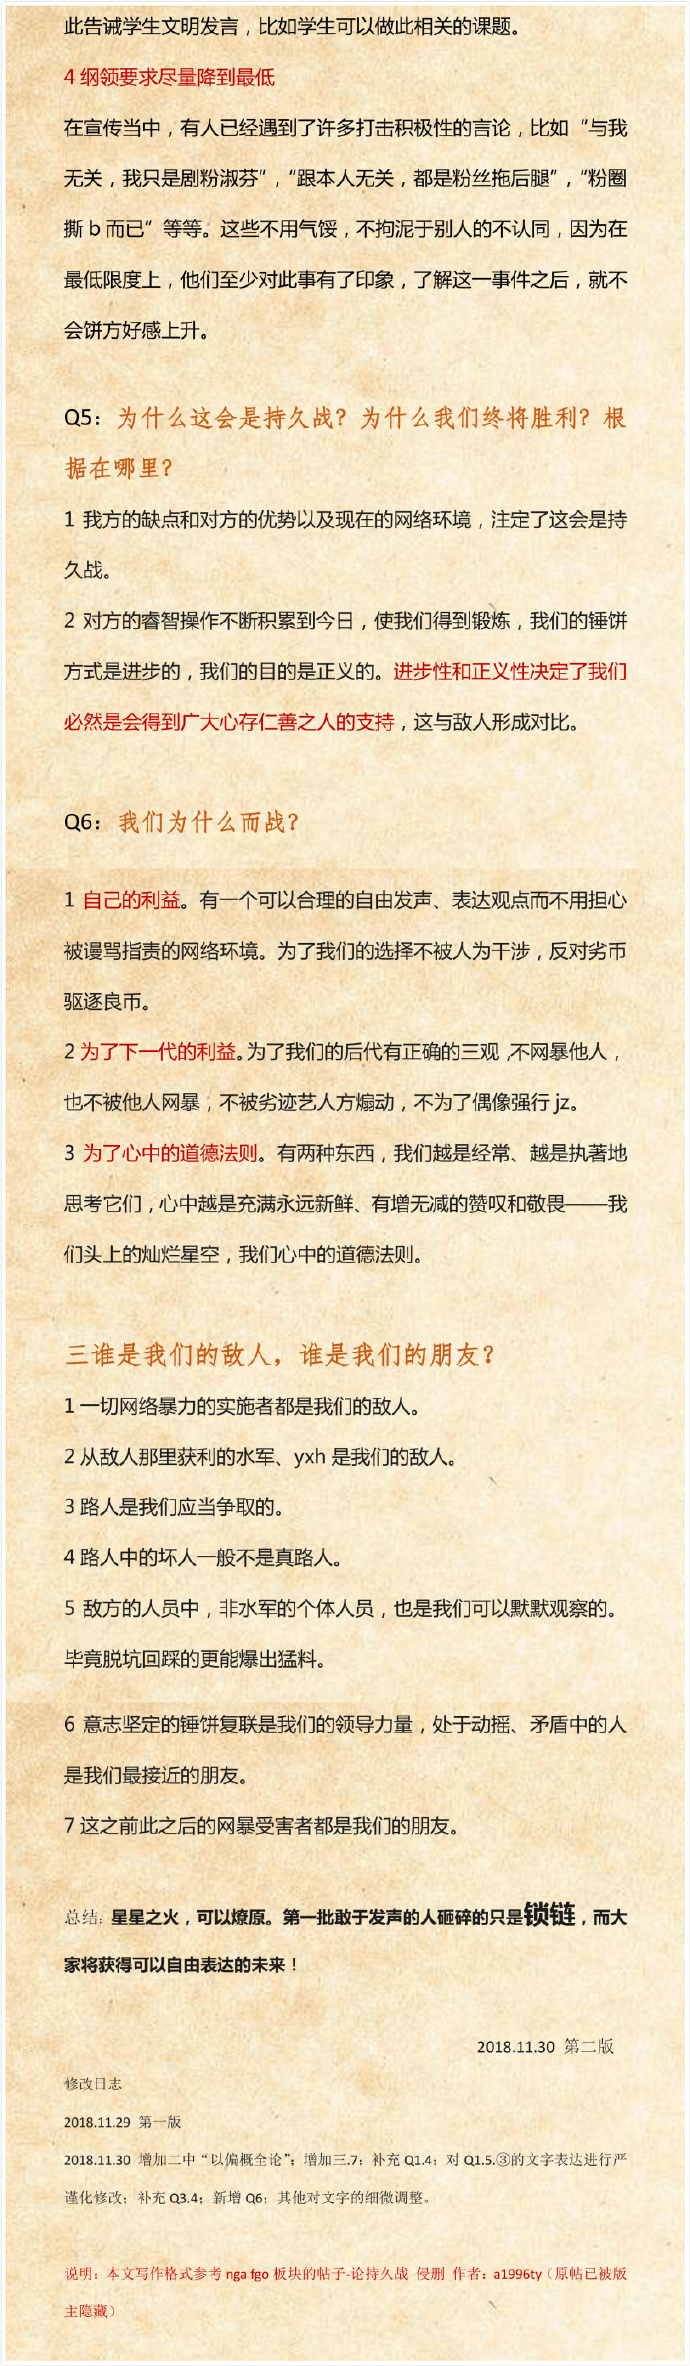 此告诫学生文明发言，比如学生可以做此相关的课题。
4 纲领要求尽量降到最低
在宣传当中，有人已经遇到了许多打击积极性的言论，比如“与我
无关，我只是剧粉淑芬”，“跟本人无关，都是粉丝拖后腿”，“粉圈
撕 b 而已”等等。这些不用气馁，不拘泥于别人的不认同，因为在
最低限度上，他们至少对此事有了印象，了解这一事件之后，就不
会饼方好感上升。
Q5：为什么这会是持久战？为什么我们终将胜利？根
据在哪里？
1 我方的缺点和对方的优势以及现在的网络环境，注定了这会是持
久战。
2 对方的睿智操作不断积累到今日，使我们得到锻炼，我们的锤饼
方式是进步的，我们的目的是正义的。进步性和正义性决定了我们
必然是会得到广大心存仁善之人的支持，这与敌人形成对比。
Q6：我们为什么而战？
1 自己的利益。有一个可以合理的自由发声、表达观点而不用担心
被谩骂指责的网络环境。为了我们的选择不被人为干涉，反对劣币
驱逐良币。
2 为了下一代的利益。为了我们的后代有正确的三观，不网暴他人，
也不被他人网暴，不被劣迹艺人方煽动，不为了偶像强行 jz。
3 为了心中的道德法则。有两种东西，我们越是经常、越是执著地
思考它们，心中越是充满永远新鲜、有增无减的赞叹和敬畏——我
们头上的灿烂星空，我们心中的道德法则。
三谁是我们的敌人，谁是我们的朋友？
1 一切网络暴力的实施者都是我们的敌人。
2 从敌人那里获利的水军、yxh 是我们的敌人。
3 路人是我们应当争取的。
4 路人中的坏人一般不是真路人。
5 敌方的人员中，非水军的个体人员，也是我们可以默默观察的。
毕竟脱坑回踩的更能爆出猛料。
6 意志坚定的锤饼复联是我们的领导力量，处于动摇、矛盾中的人
是我们最接近的朋友。
7 这之前此之后的网暴受害者都是我们的朋友。
总结：星星之火，可以燎原。第一批敢于发声的人砸碎的只是锁链，而大
家将获得可以自由表达的未来！
2018.11.30 第二版
修改日志
2018.11.29 第一版
2018.11.30 增加二中“以偏概全论”；增加三.7；补充 Q1.4；对 Q1.5.③的文字表达进行严
谨化修改；补充 Q3.4；新增 Q6；其他对文字的细微调整。
说明：本文写作格式参考 nga fgo 板块的帖子-论持久战 侵删 作者：a1996ty（原帖已被版
主隐藏）